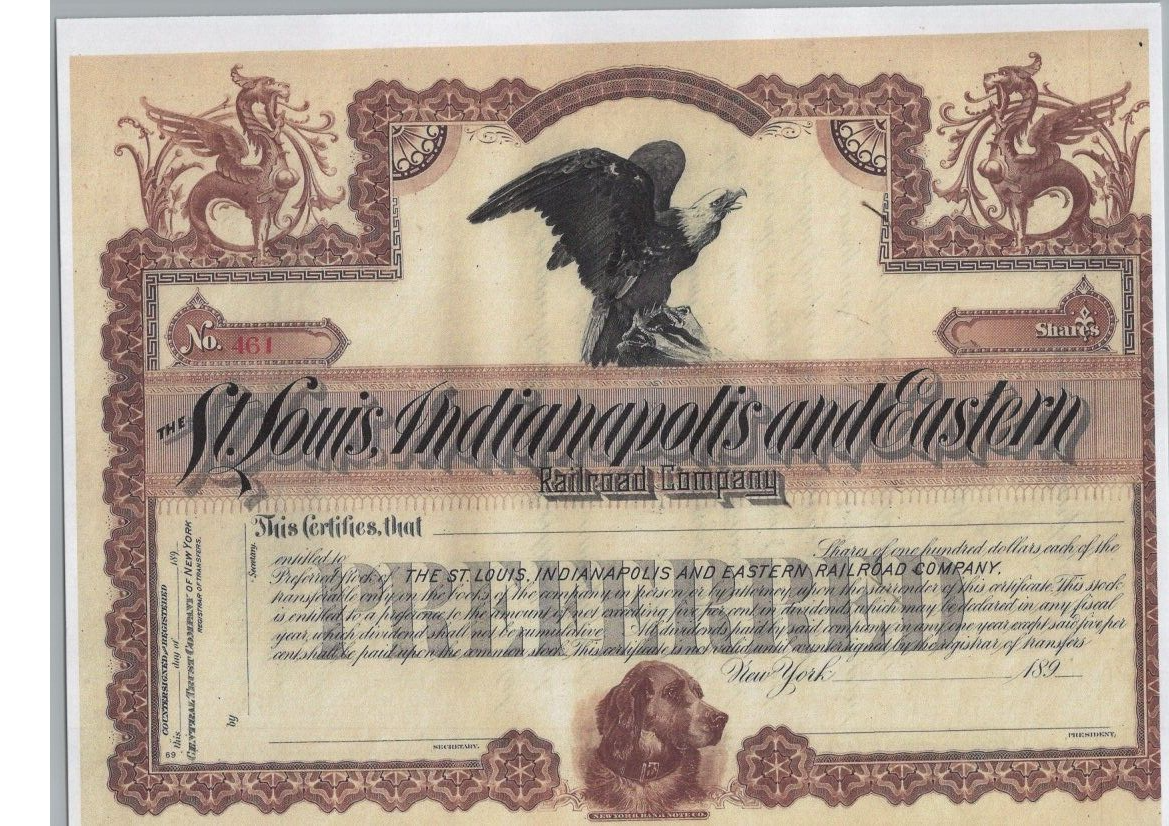 No. 461
Shares
THE St. Louis, Indianapolis and Eastern
Railroad Company
This Certifies, that
entitled to Shares of one hundred dollars each of the
Preferred Stock of THE ST. LOUIS, INDIANAPOLIS AND EASTERN RAILROAD COMPANY.
transferable only on the books of the company in person or by attorney, upon the surrender of this certificate. This stock
is entitled to a preference to the amount of not exceeding five per cent in dividends which may be declared in any fiscal
year, which dividend shall not be cumulative. All dividends paid by said company in any one year except said five per
cent shall be paid upon the common stock. This certificate is not valid until countersigned by the registrar of transfers
PREFERRED
New York 189
SECRETARY.
PRESIDENT,
COUNTERSIGNED AND REGISTERED
this day of 189
CENTRAL TRUST COMPANY OF NEW YORK
REGISTRAR OF TRANSFERS.
by Secretary.
69
NEW YORK BANK NOTE CO.